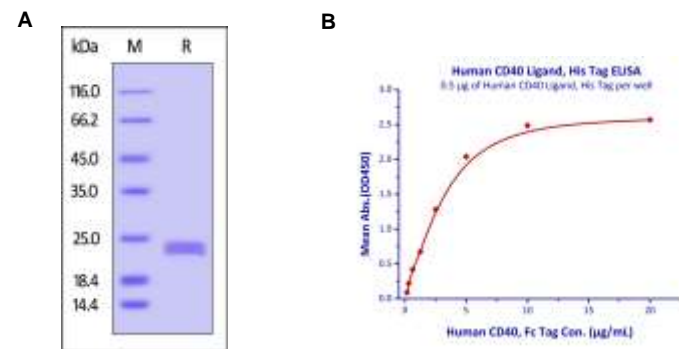 A
kDa M R
116.0
66.2
45.0
35.0
25.0
18.4
14.4
B
Human CD40 Ligand, His Tag ELISA
0.5 μg of Human CD40 Ligand, His Tag per well
Mean Abs.(OD450)
3.0
2.5
2.0
1.5
1.0
0.5
0.0
0 5 10 15 20
Human CD40, Fc Tag Con. (μg/mL)